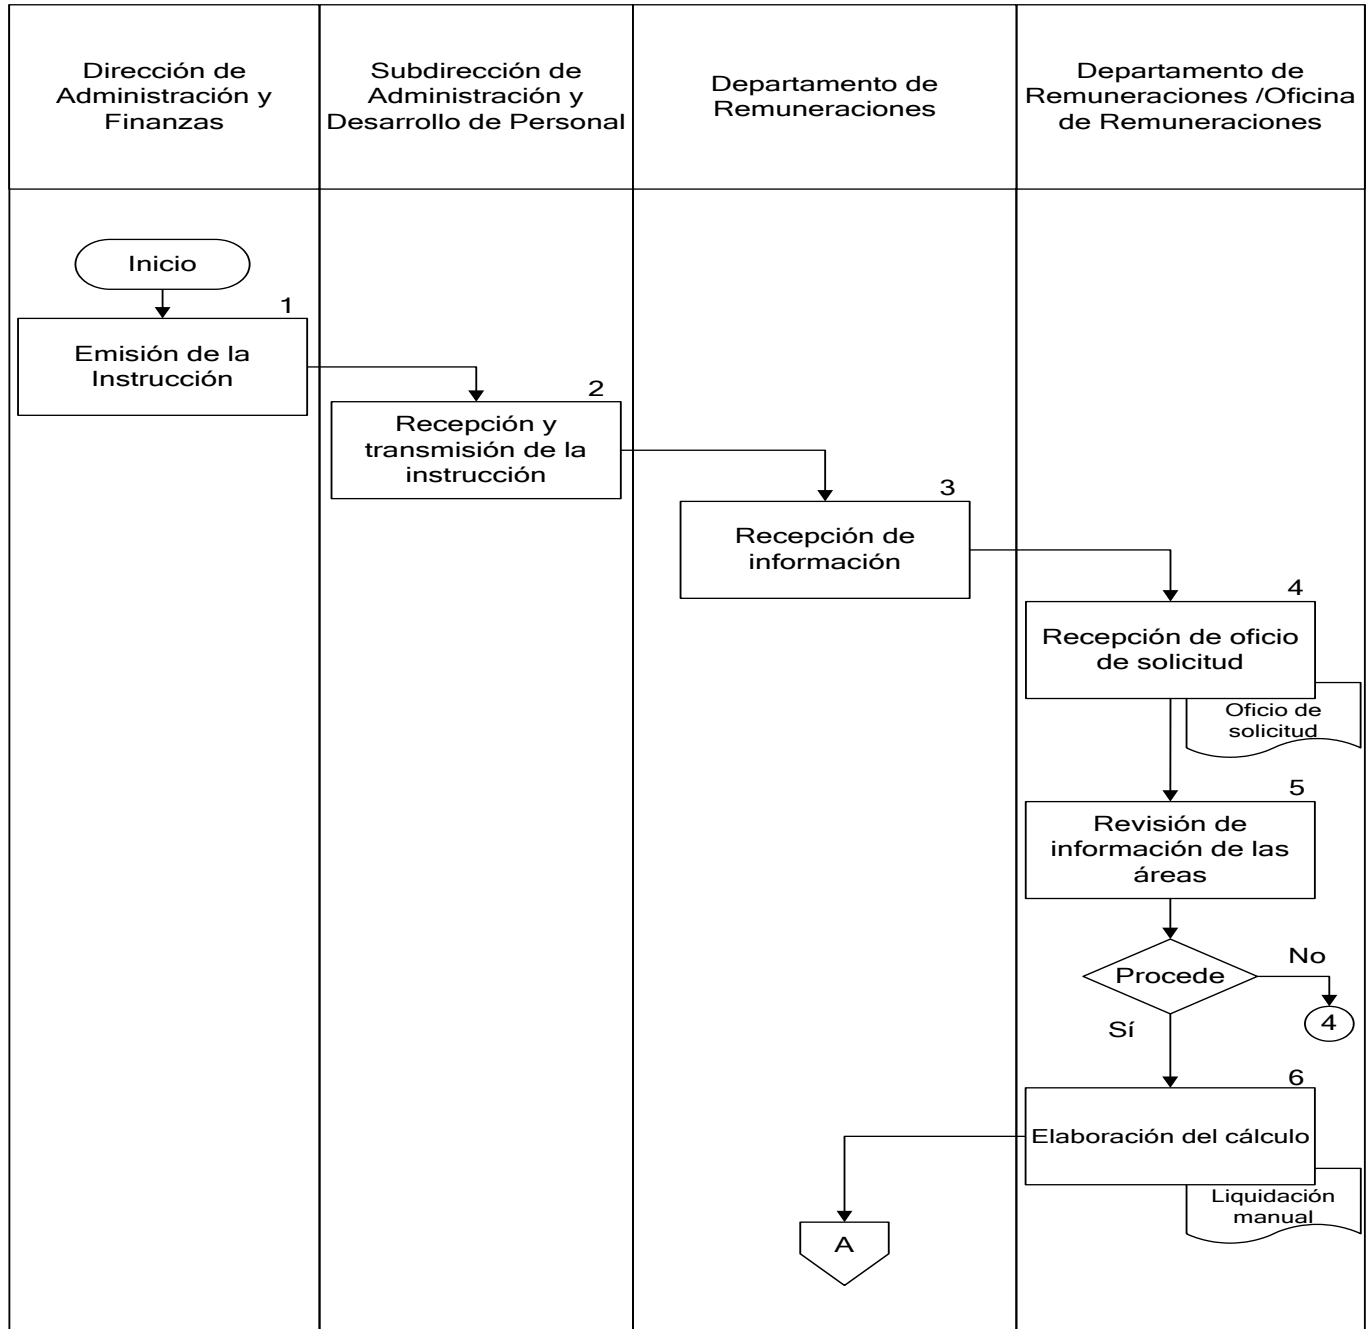 Dirección de
Administración y
Finanzas
Subdirección de
Administración y
Desarrollo de Personal
Departamento de
Remuneraciones
Departamento de
Remuneraciones /Oficina
de Remuneraciones
Inicio
1
Emisión de la
Instrucción
2
Recepción y
transmisión de la
instrucción
3
Recepción de
información
4
Recepción de oficio
de solicitud
Oficio de
solicitud
5
Revisión de
información de las
áreas
Procede
No
4
Sí
6
Elaboración del cálculo
Liquidación
manual
A